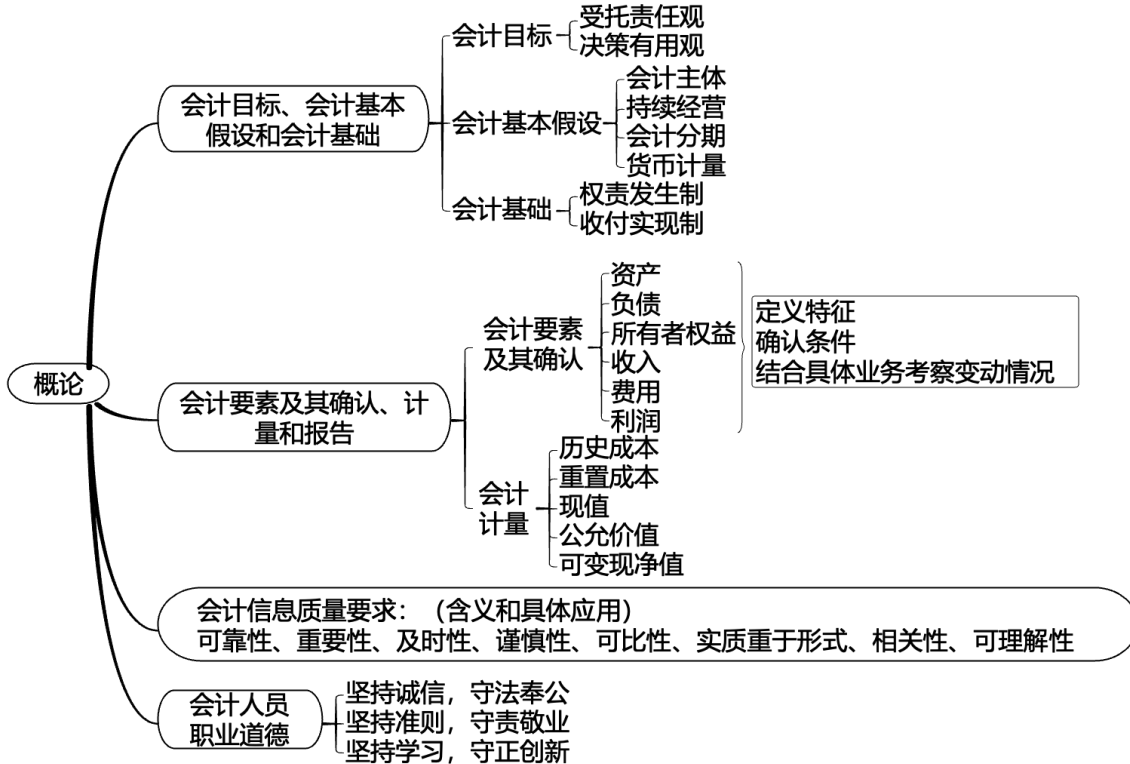 概论
会计目标、会计基本
假设和会计基础
会计目标
受托责任观
决策有用观
会计基本假设
会计主体
持续经营
会计分期
货币计量
会计基础
权责发生制
收付实现制
会计要素及其确认、计
量和报告
会计要素
及其确认
资产
负债
所有者权益
收入
费用
利润
定义特征
确认条件
结合具体业务考察变动情况
会计
计量
历史成本
重置成本
现值
公允价值
可变现净值
会计信息质量要求：（含义和具体应用）
可靠性、重要性、及时性、谨慎性、可比性、实质重于形式、相关性、可理解性
会计人员
职业道德
坚持诚信，守法奉公
坚持准则，守责敬业
坚持学习，守正创新